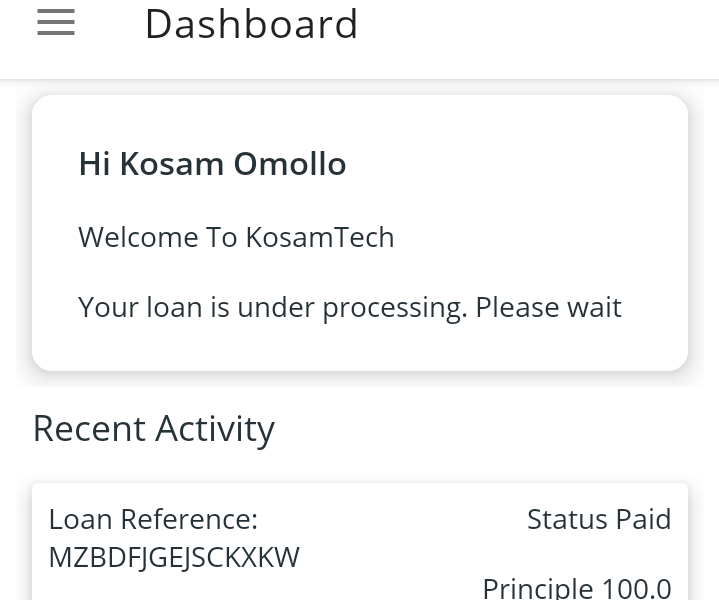 Dashboard
Hi Kosam Omollo
Welcome To KosamTech
Your loan is under processing. Please wait
Recent Activity
Loan Reference:
MZBDFJGEJSCKXKW
Status Paid
Principle 100.0